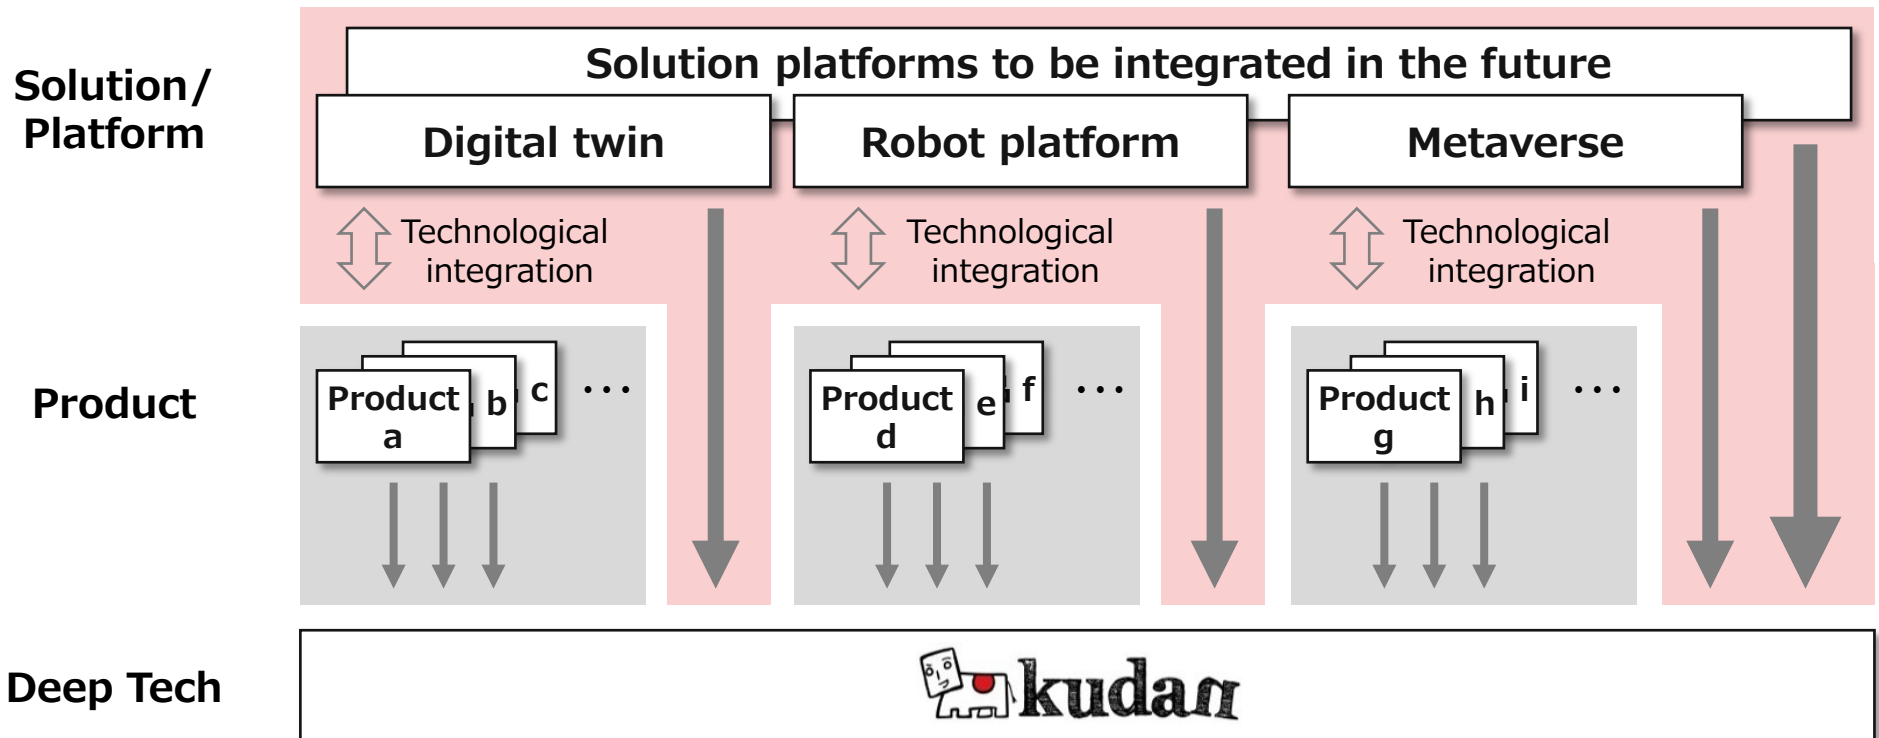 Solution/
Platform
Solution platforms to be integrated in the future
Digital twin
Robot platform
Metaverse
Technological
integration
Technological
integration
Technological
integration
Product
Product
a
b
c
...
Product
d
e
f
...
Product
g
h
i
...
Deep Tech
kudan